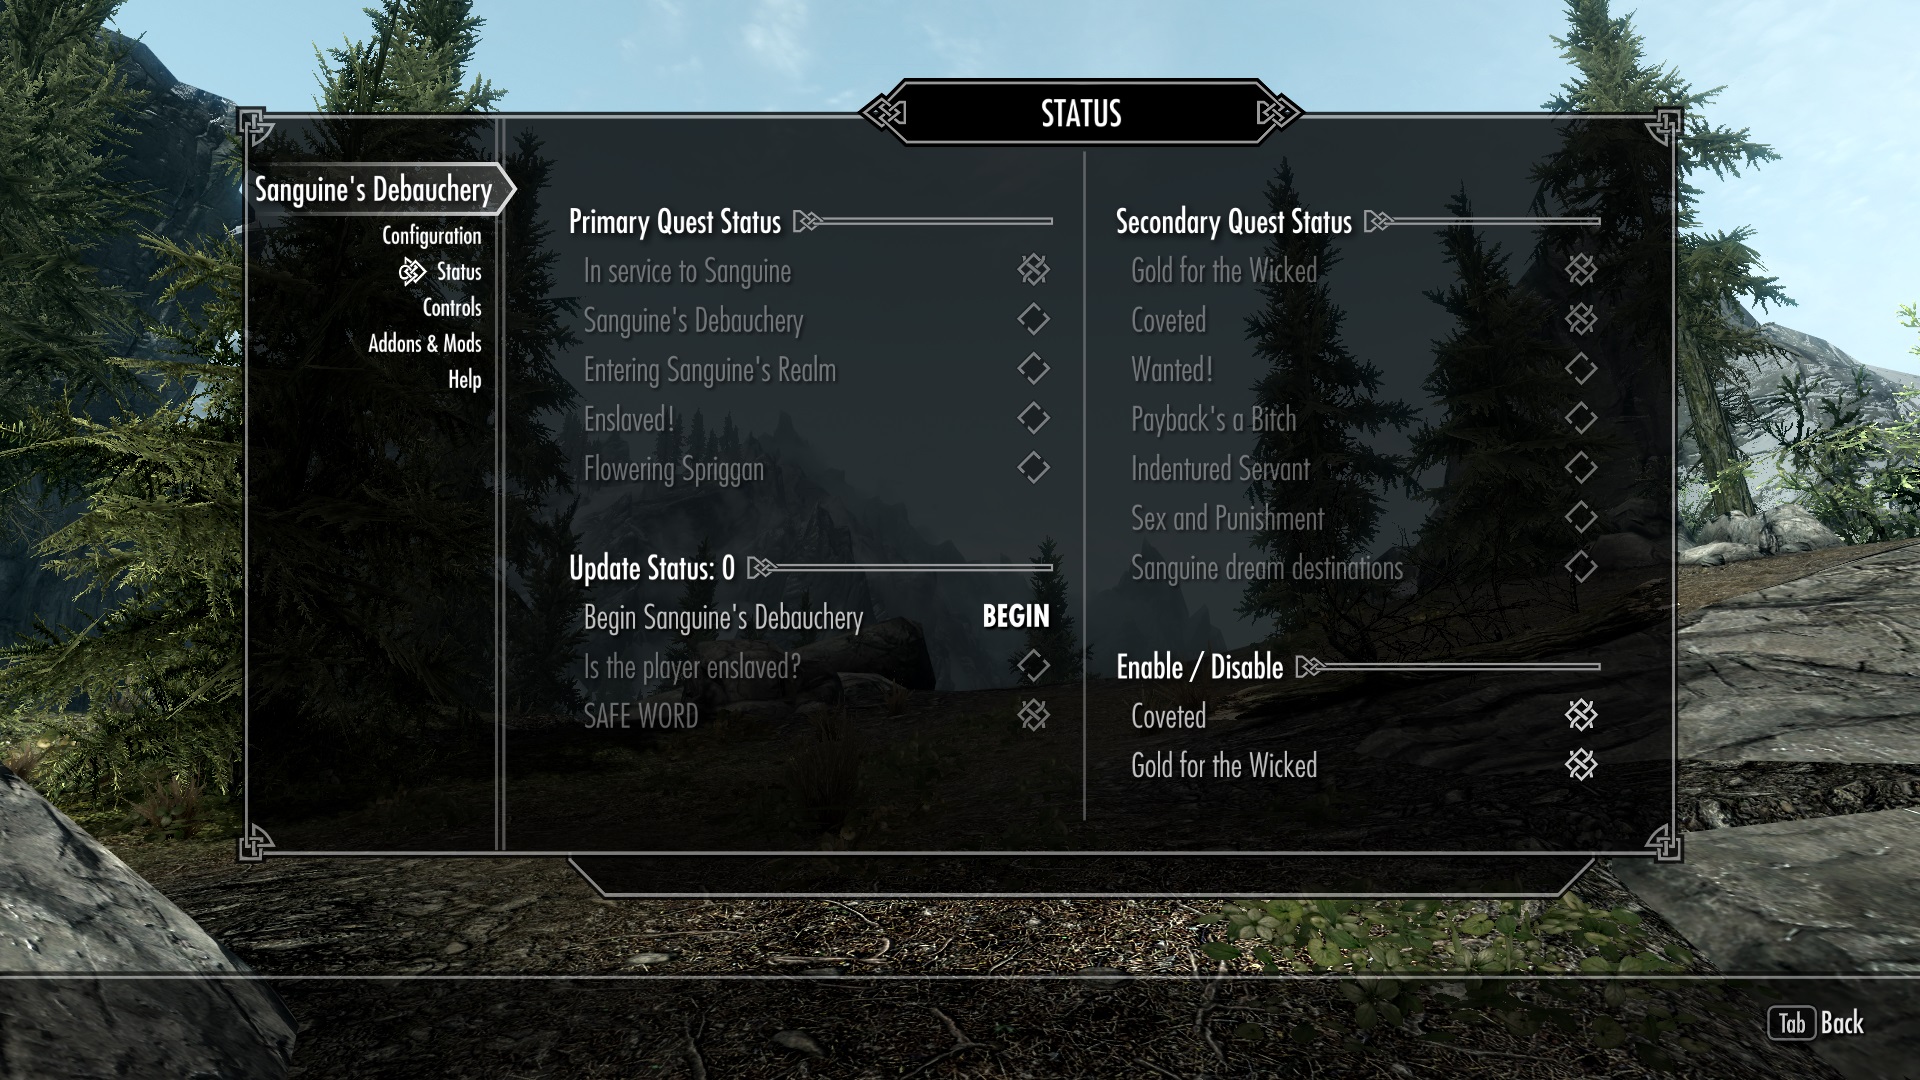 STATUS
Sanguine's Debauchery
Configuration
Status
Controls
Addons & Mods
Help
Primary Quest Status
In service to Sanguine
Sanguine's Debauchery
Entering Sanguine's Realm
Enslaved!
Flowering Spriggan
Update Status: 0
Begin Sanguine's Debauchery BEGIN
Is the player enslaved?
SAFE WORD
Secondary Quest Status
Gold for the Wicked
Coveted
Wanted!
Payback's a Bitch
Indentured Servant
Sex and Punishment
Sanguine dream destinations
Enable / Disable
Coveted
Gold for the Wicked
Tab Back